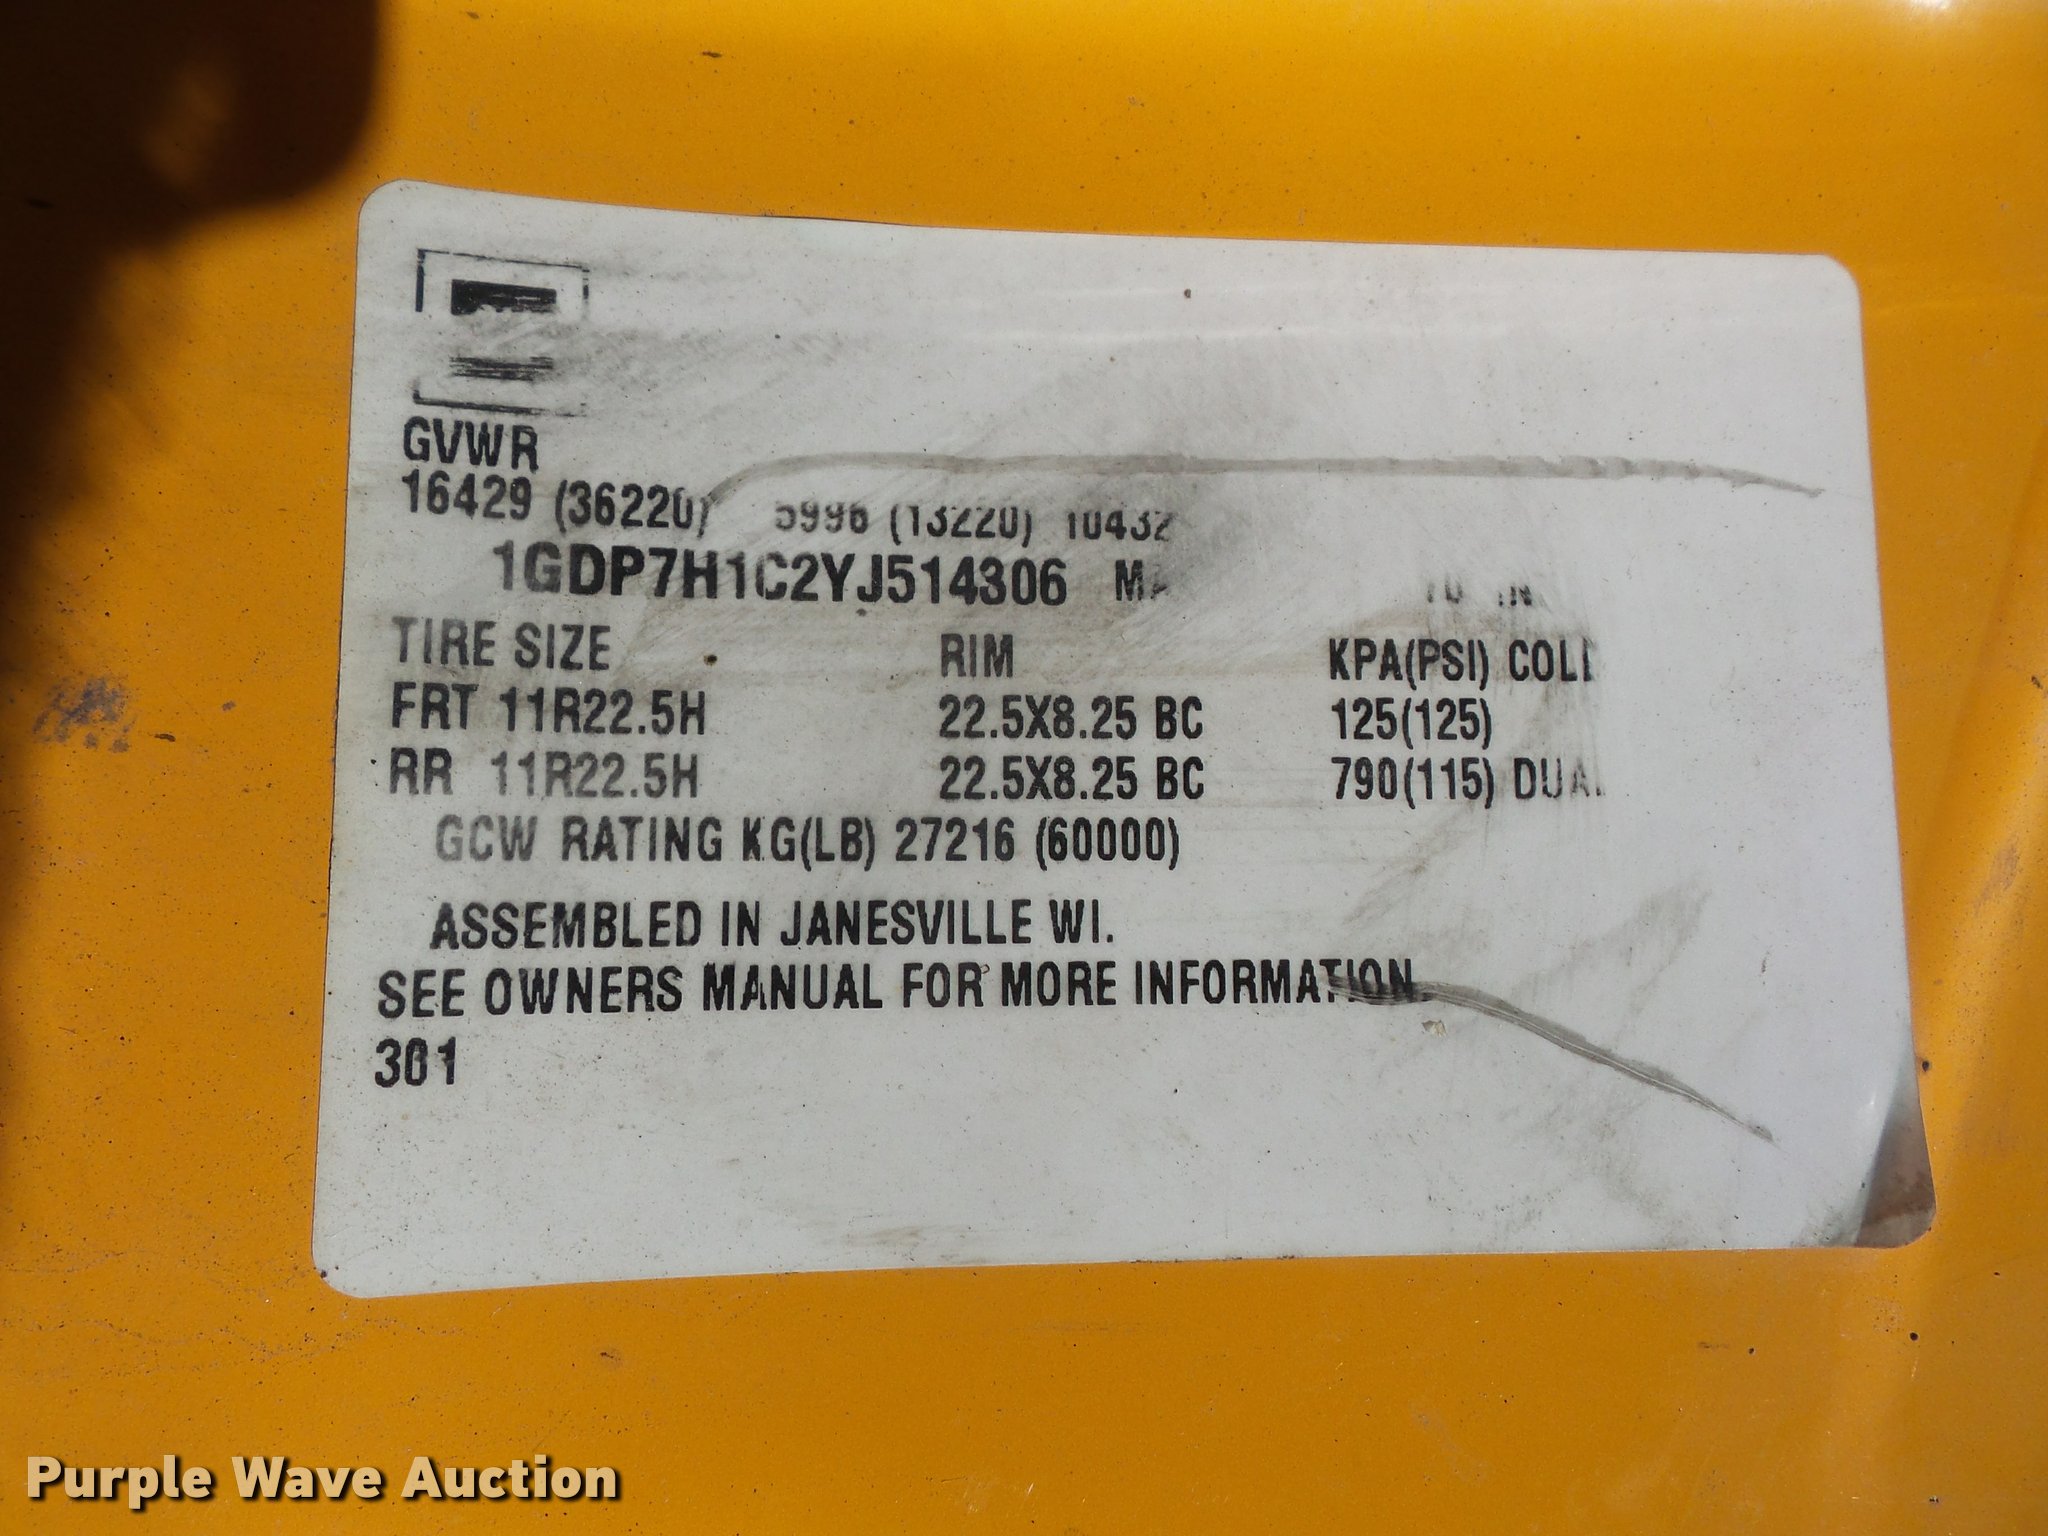 GVWR
16429 (36220) 5996 (13220) 10432
1GDP7H1C2YJ514306
TIRE SIZE RIM KPA(PSI) COLD
FRT 11R22.5H 22.5X8.25 BC 125(125)
RR 11R22.5H 22.5X8.25 BC 790(115) DUAL
GCW RATING KG(LB) 27216 (60000)
ASSEMBLED IN JANESVILLE WI.
SEE OWNERS MANUAL FOR MORE INFORMATION.
301
Purple Wave Auction